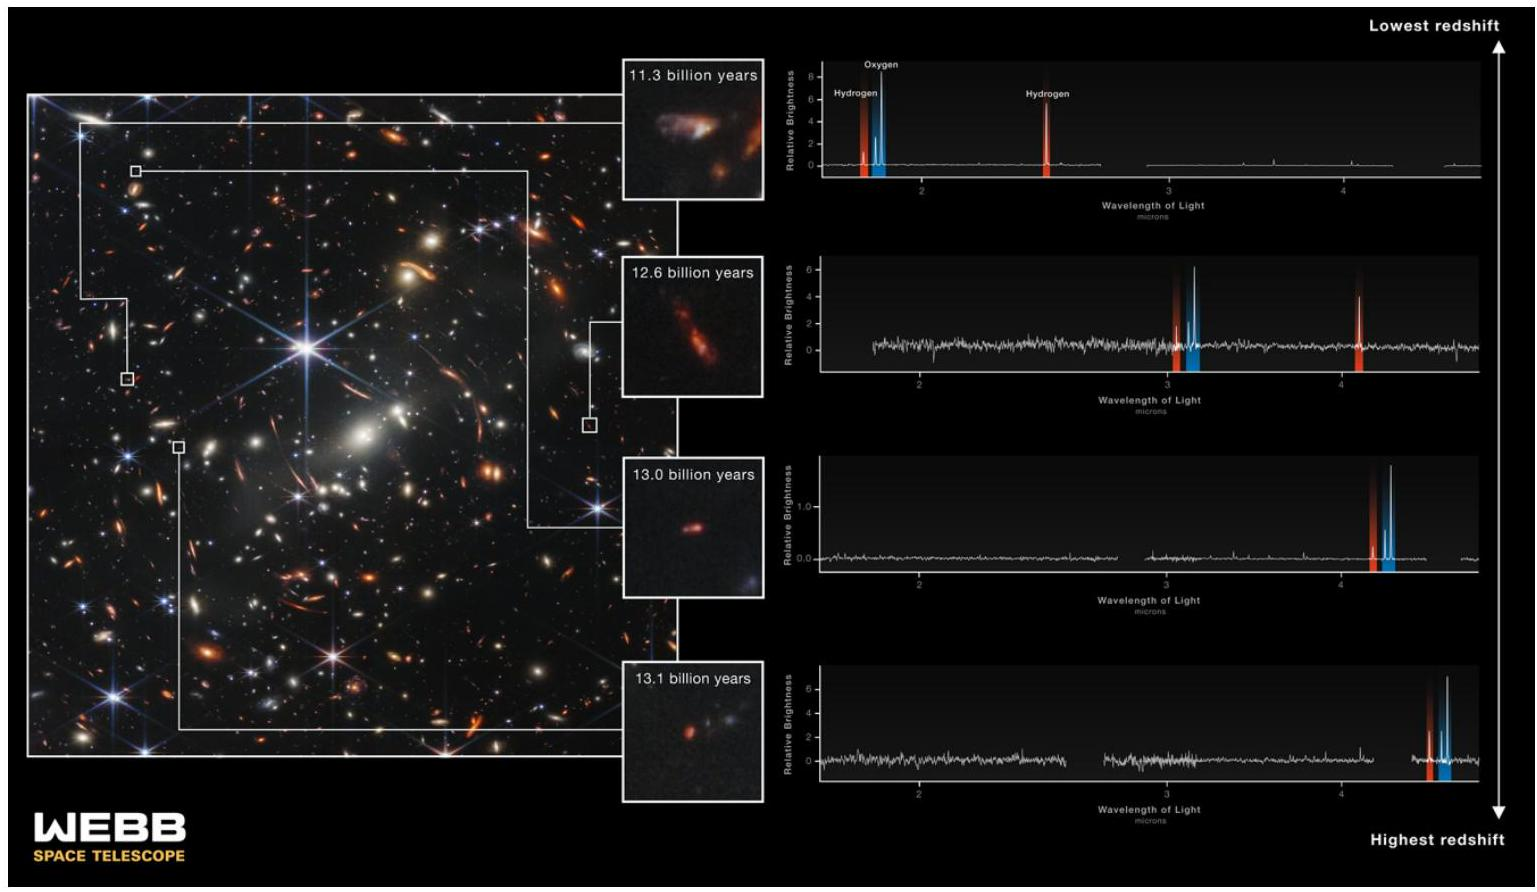 Lowest redshift
11.3 billion years
Oxygen
Hydrogen
Hydrogen
Relative Brightness
8
6
4
2
0
2
3
4
Wavelength of Light
microns
12.6 billion years
Relative Brightness
6
4
2
0
2
3
4
Wavelength of Light
microns
13.0 billion years
Relative Brightness
1.0
0.0
2
3
4
Wavelength of Light
microns
13.1 billion years
Relative Brightness
6
4
2
0
2
3
4
Wavelength of Light
microns
Highest redshift
WEBB
SPACE TELESCOPE